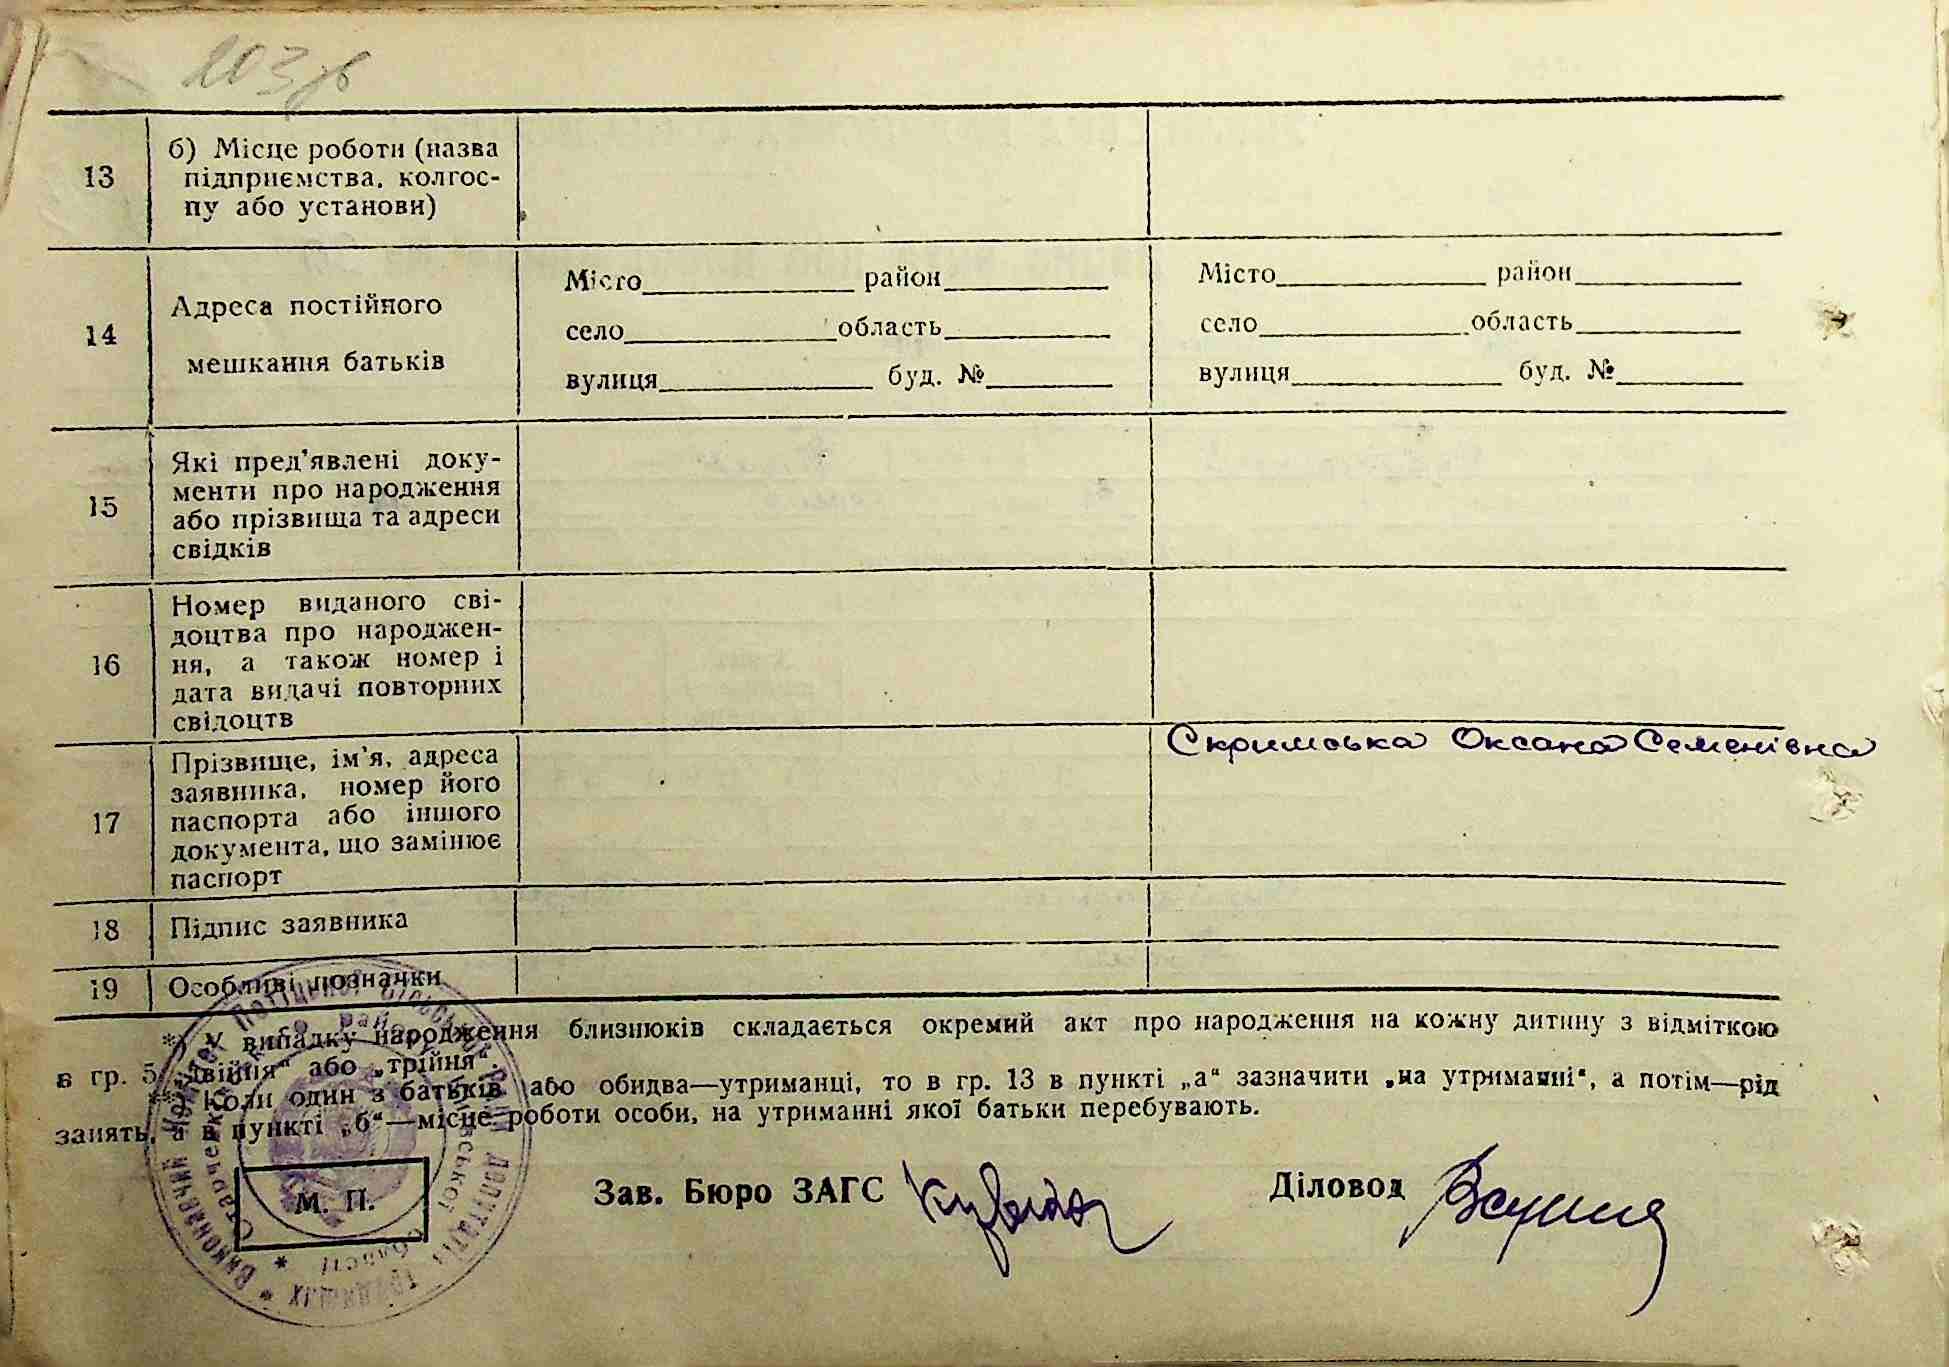 203зв
13
б) Місце роботи (назва
підприємства, колгос-
пу або установи)
14
Адреса постійного
мешкання батьків
Місто район
село область
вулиця буд. №
Місто район
село область
вулиця буд. №
15
Які пред'явлені доку-
менти про народження
або прізвища та адреси
свідків
16
Номер виданого сві-
доцтва про народжен-
ня, а також номер і
дата видачі повторних
свідоцтв
17
Прізвище, ім'я, адреса
заявника, номер його
паспорта або іншого
документа, що замінює
паспорт
Скримська Оксана Семенівна
18
Підпис заявника
19
Особливі позначки
*) У випадку народження близнюків складається окремий акт про народження на кожну дитину з відміткою
в гр. 5 „двійня“ або „трійня“.
**) Коли один з батьків або обидва—утриманці, то в гр. 13 в пункті „а“ зазначити „на утриманні“, а потім—рід
занять, а в пункті „б“—місце роботи особи, на утриманні якої батьки перебувають.
М. П.
Зав. Бюро ЗАГС
Діловод